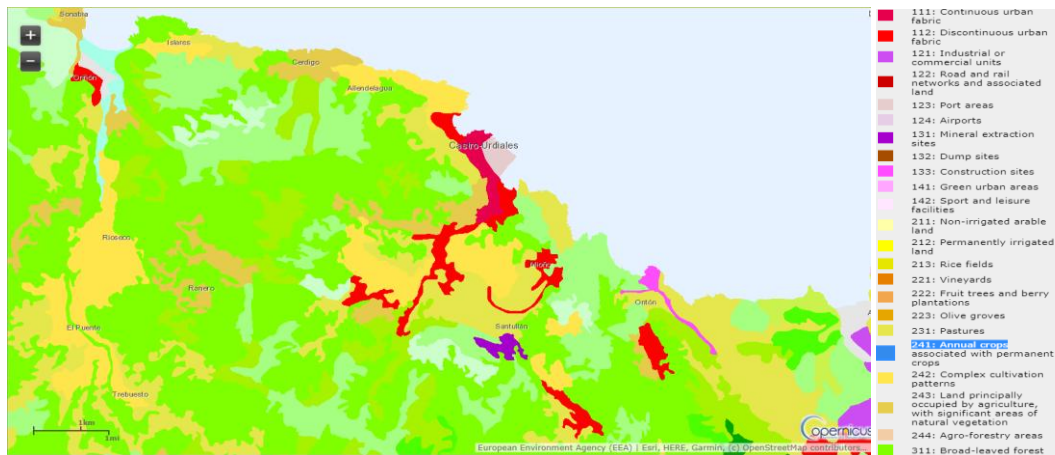 Sonabia
Islares
Oriñón
Cerdigo
Allendelagua
Castro-Urdiales
Rioseco
Ranero
Mioño
Ontón
Santullán
El Puente
Trebuesto
1km
1mi
Copernicus
European Environment Agency (EEA) | Esri, HERE, Garmin, (c) OpenStreetMap contributors...
111: Continuous urban
fabric
112: Discontinuous urban
fabric
121: Industrial or
commercial units
122: Road and rail
networks and associated
land
123: Port areas
124: Airports
131: Mineral extraction
sites
132: Dump sites
133: Construction sites
141: Green urban areas
142: Sport and leisure
facilities
211: Non-irrigated arable
land
212: Permanently irrigated
land
213: Rice fields
221: Vineyards
222: Fruit trees and berry
plantations
223: Olive groves
231: Pastures
241: Annual crops
associated with permanent
crops
242: Complex cultivation
patterns
243: Land principally
occupied by agriculture,
with significant areas of
natural vegetation
244: Agro-forestry areas
311: Broad-leaved forest